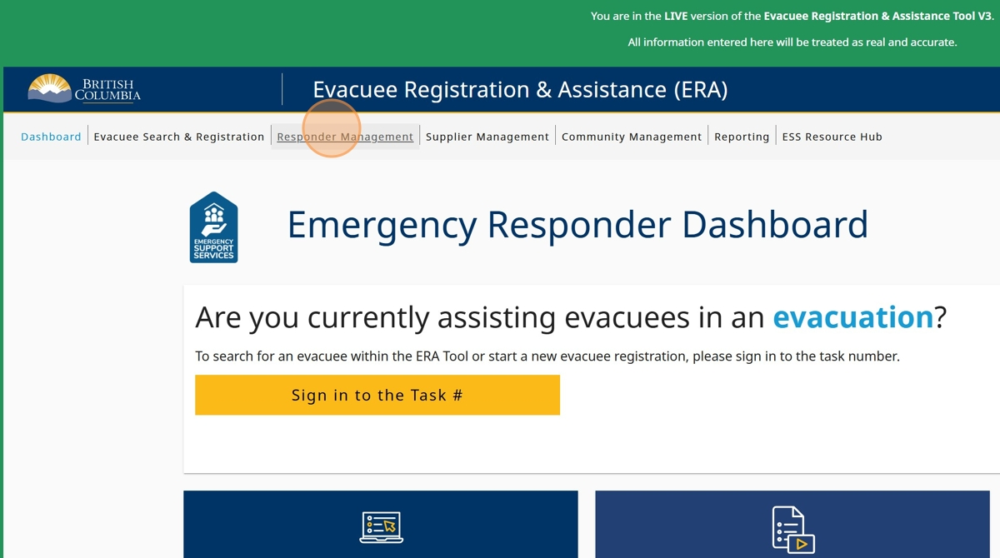 You are in the LIVE version of the Evacuee Registration & Assistance Tool V3.
All information entered here will be treated as real and accurate.
BRITISH
COLUMBIA
Evacuee Registration & Assistance (ERA)
Dashboard
Evacuee Search & Registration
Responder Management
Supplier Management
Community Management
Reporting
ESS Resource Hub
EMERGENCY
SUPPORT
SERVICES
Emergency Responder Dashboard
Are you currently assisting evacuees in an evacuation?
To search for an evacuee within the ERA Tool or start a new evacuee registration, please sign in to the task number.
Sign in to the Task #